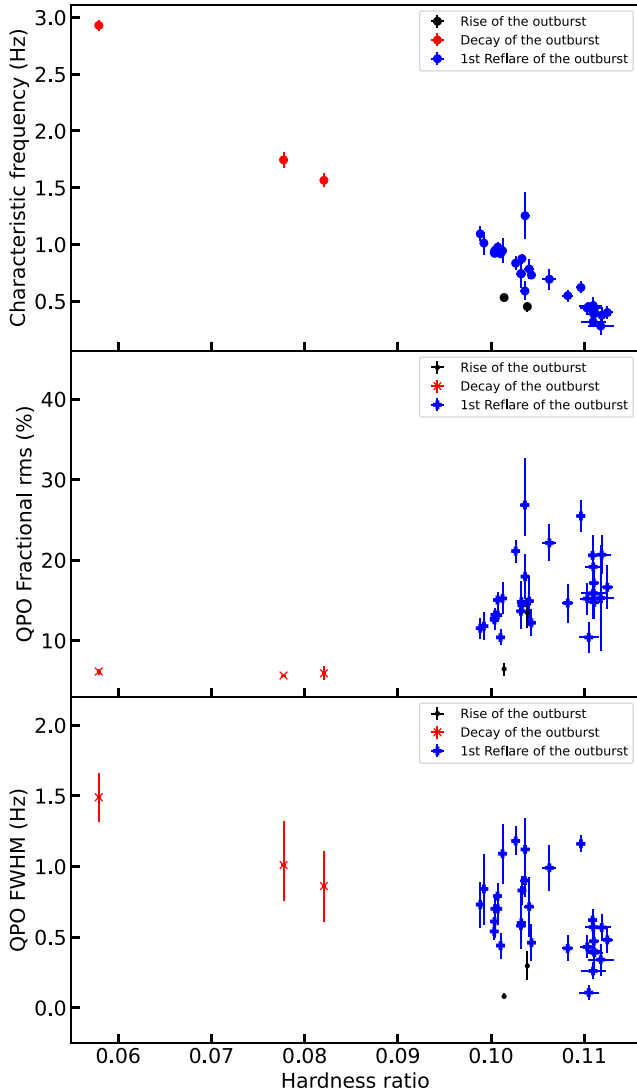 3.0
2.5
2.0
1.5
1.0
0.5
Characteristic frequency (Hz)
Rise of the outburst
Decay of the outburst
1st Reflare of the outburst
40
30
20
10
QPO Fractional rms (%)
Rise of the outburst
Decay of the outburst
1st Reflare of the outburst
2.0
1.5
1.0
0.5
0.0
QPO FWHM (Hz)
Rise of the outburst
Decay of the outburst
1st Reflare of the outburst
0.06 0.07 0.08 0.09 0.10 0.11
Hardness ratio